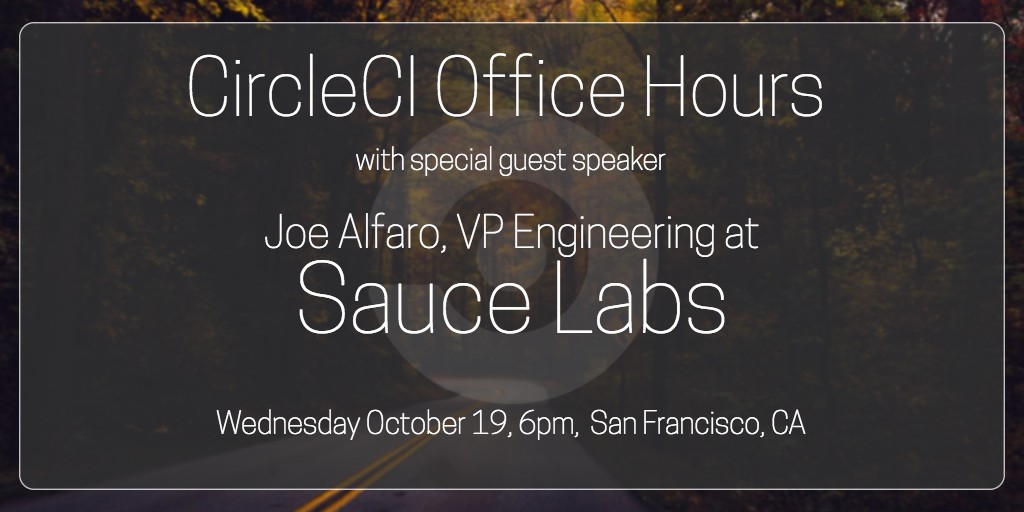 CircleCI Office Hours
with special guest speaker
Joe Alfaro, VP Engineering at
Sauce Labs
Wednesday October 19, 6pm, San Francisco, CA